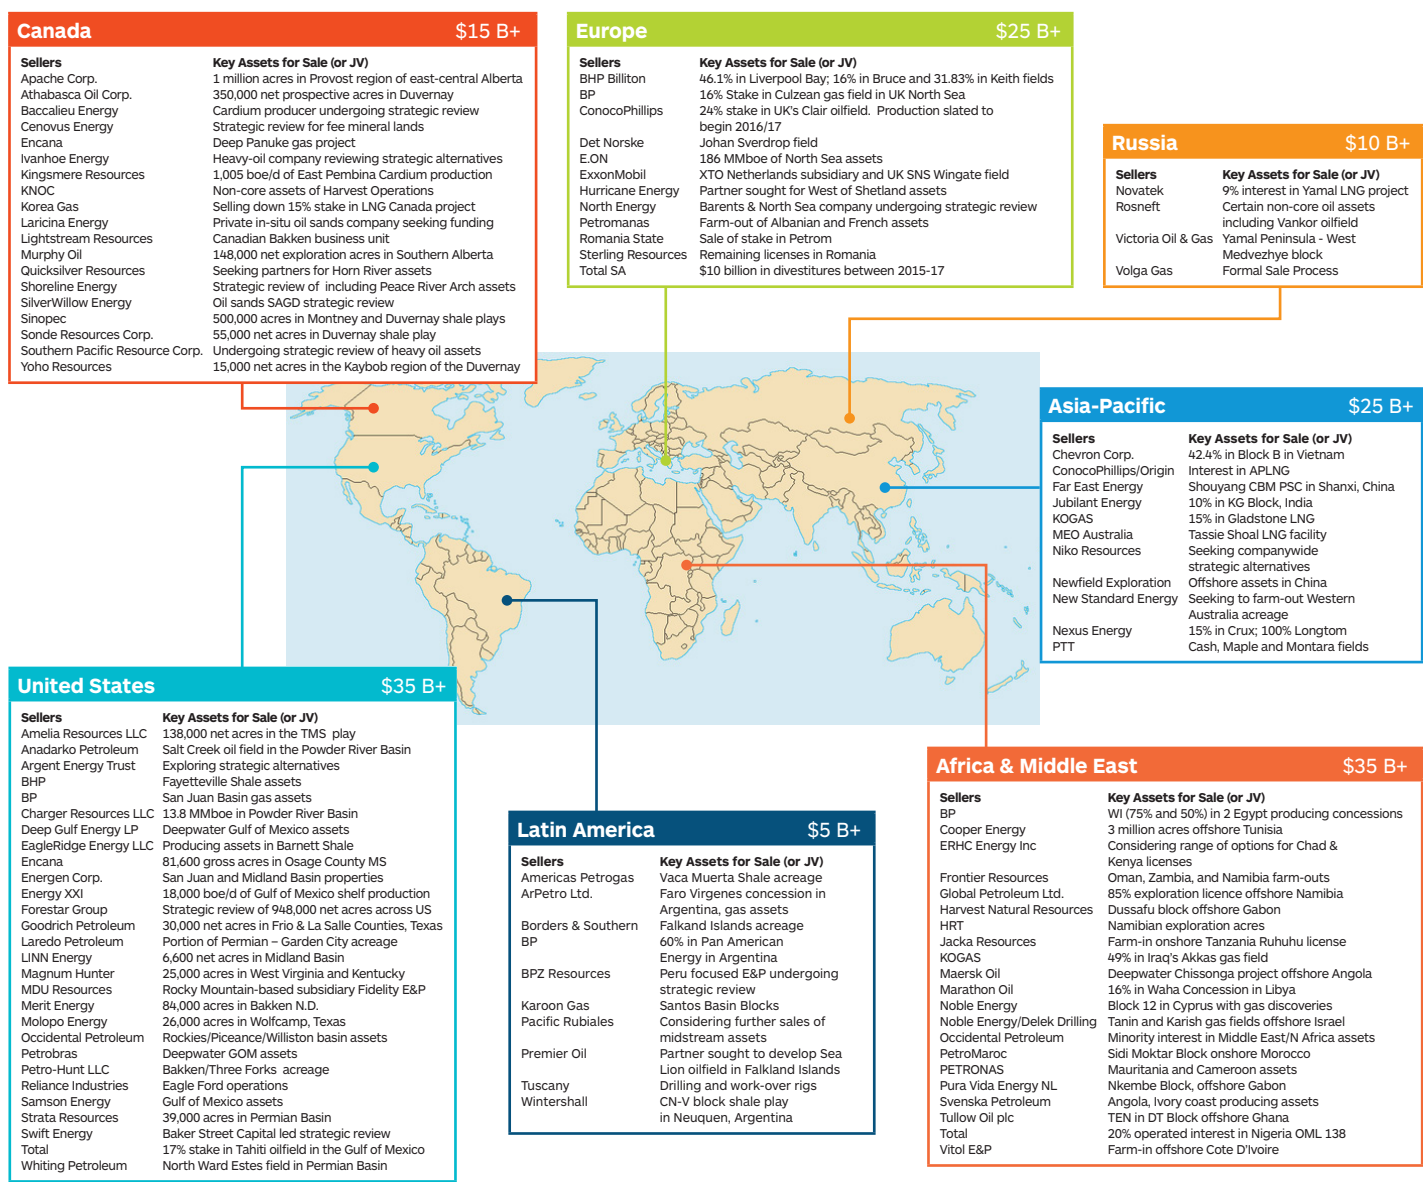 Canada $15 B+
Sellers Key Assets for Sale (or JV)
Apache Corp. 1 million acres in Provost region of east-central Alberta
Athabasca Oil Corp. 350,000 net prospective acres in Duvernay
Baccalieu Energy Cardium producer undergoing strategic review
Cenovus Energy Strategic review for fee mineral lands
Encana Deep Panuke gas project
Ivanhoe Energy Heavy-oil company reviewing strategic alternatives
Kingsmere Resources 1,005 boe/d of East Pembina Cardium production
KNOC Non-core assets of Harvest Operations
Korea Gas Selling down 15% stake in LNG Canada project
Laricina Energy Private in-situ oil sands company seeking funding
Lightstream Resources Canadian Bakken business unit
Murphy Oil 148,000 net exploration acres in Southern Alberta
Quicksilver Resources Seeking partners for Horn River assets
Shoreline Energy Strategic review of including Peace River Arch assets
SilverWillow Energy Oil sands SAGD strategic review
Sinopec 500,000 acres in Montney and Duvernay shale plays
Sonde Resources Corp. 55,000 net acres in Duvernay shale play
Southern Pacific Resource Corp. Undergoing strategic review of heavy oil assets
Yoho Resources 15,000 net acres in the Kaybob region of the Duvernay
Europe $25 B+
Sellers Key Assets for Sale (or JV)
BHP Billiton 46.1% in Liverpool Bay; 16% in Bruce and 31.83% in Keith fields
BP 16% Stake in Culzean gas field in UK North Sea
ConocoPhillips 24% stake in UK's Clair oilfield. Production slated to
begin 2016/17
Det Norske Johan Sverdrop field
E.ON 186 MMboe of North Sea assets
ExxonMobil XTO Netherlands subsidiary and UK SNS Wingate field
Hurricane Energy Partner sought for West of Shetland assets
North Energy Barents & North Sea company undergoing strategic review
Petromanas Farm-out of Albanian and French assets
Romania State Sale of stake in Petrom
Sterling Resources Remaining licenses in Romania
Total SA $10 billion in divestitures between 2015-17
Russia $10 B+
Sellers Key Assets for Sale (or JV)
Novatek 9% interest in Yamal LNG project
Rosneft Certain non-core oil assets
including Vankor oilfield
Victoria Oil & Gas Yamal Peninsula - West
Medvezhye block
Volga Gas Formal Sale Process
Asia-Pacific $25 B+
Sellers Key Assets for Sale (or JV)
Chevron Corp. 42.4% in Block B in Vietnam
ConocoPhillips/Origin Interest in APLNG
Far East Energy Shouyang CBM PSC in Shanxi, China
Jubilant Energy 10% in KG Block, India
KOGAS 15% in Gladstone LNG
MEO Australia Tassie Shoal LNG facility
Niko Resources Seeking companywide
strategic alternatives
Newfield Exploration Offshore assets in China
New Standard Energy Seeking to farm-out Western
Australia acreage
Nexus Energy 15% in Crux; 100% Longtom
PTT Cash, Maple and Montara fields
United States $35 B+
Sellers Key Assets for Sale (or JV)
Amelia Resources LLC 138,000 net acres in the TMS play
Anadarko Petroleum Salt Creek oil field in the Powder River Basin
Argent Energy Trust Exploring strategic alternatives
BHP Fayetteville Shale assets
BP San Juan Basin gas assets
Charger Resources LLC 13.8 MMboe in Powder River Basin
Deep Gulf Energy LP Deepwater Gulf of Mexico assets
EagleRidge Energy LLC Producing assets in Barnett Shale
Encana 81,600 gross acres in Osage County MS
Energen Corp. San Juan and Midland Basin properties
Energy XXI 18,000 boe/d of Gulf of Mexico shelf production
Forestar Group Strategic review of 948,000 net acres across US
Goodrich Petroleum 30,000 net acres in Frio & La Salle Counties, Texas
Laredo Petroleum Portion of Permian – Garden City acreage
LINN Energy 6,600 net acres in Midland Basin
Magnum Hunter 25,000 acres in West Virginia and Kentucky
MDU Resources Rocky Mountain-based subsidiary Fidelity E&P
Merit Energy 84,000 acres in Bakken N.D.
Molopo Energy 26,000 acres in Wolfcamp, Texas
Occidental Petroleum Rockies/Piceance/Williston basin assets
Petrobras Deepwater GOM assets
Petro-Hunt LLC Bakken/Three Forks acreage
Reliance Industries Eagle Ford operations
Samson Energy Gulf of Mexico assets
Strata Resources 39,000 acres in Permian Basin
Swift Energy Baker Street Capital led strategic review
Total 17% stake in Tahiti oilfield in the Gulf of Mexico
Whiting Petroleum North Ward Estes field in Permian Basin
Latin America $5 B+
Sellers Key Assets for Sale (or JV)
Americas Petrogas Vaca Muerta Shale acreage
ArPetro Ltd. Faro Virgenes concession in
Argentina, gas assets
Borders & Southern Falkand Islands acreage
BP 60% in Pan American
Energy in Argentina
BPZ Resources Peru focused E&P undergoing
strategic review
Karoon Gas Santos Basin Blocks
Pacific Rubiales Considering further sales of
midstream assets
Premier Oil Partner sought to develop Sea
Lion oilfield in Falkland Islands
Tuscany Drilling and work-over rigs
Wintershall CN-V block shale play
in Neuquen, Argentina
Africa & Middle East $35 B+
Sellers Key Assets for Sale (or JV)
BP WI (75% and 50%) in 2 Egypt producing concessions
Cooper Energy 3 million acres offshore Tunisia
ERHC Energy Inc Considering range of options for Chad &
Kenya licenses
Frontier Resources Oman, Zambia, and Namibia farm-outs
Global Petroleum Ltd. 85% exploration licence offshore Namibia
Harvest Natural Resources Dussafu block offshore Gabon
HRT Namibian exploration acres
Jacka Resources Farm-in onshore Tanzania Ruhuhu license
KOGAS 49% in Iraq's Akkas gas field
Maersk Oil Deepwater Chissonga project offshore Angola
Marathon Oil 16% in Waha Concession in Libya
Noble Energy Block 12 in Cyprus with gas discoveries
Noble Energy/Delek Drilling Tanin and Karish gas fields offshore Israel
Occidental Petroleum Minority interest in Middle East/N Africa assets
PetroMaroc Sidi Moktar Block onshore Morocco
PETRONAS Mauritania and Cameroon assets
Pura Vida Energy NL Nkembe Block, offshore Gabon
Svenska Petroleum Angola, Ivory coast producing assets
Tullow Oil plc TEN in DT Block offshore Ghana
Total 20% operated interest in Nigeria OML 138
Vitol E&P Farm-in offshore Cote D'Ivoire